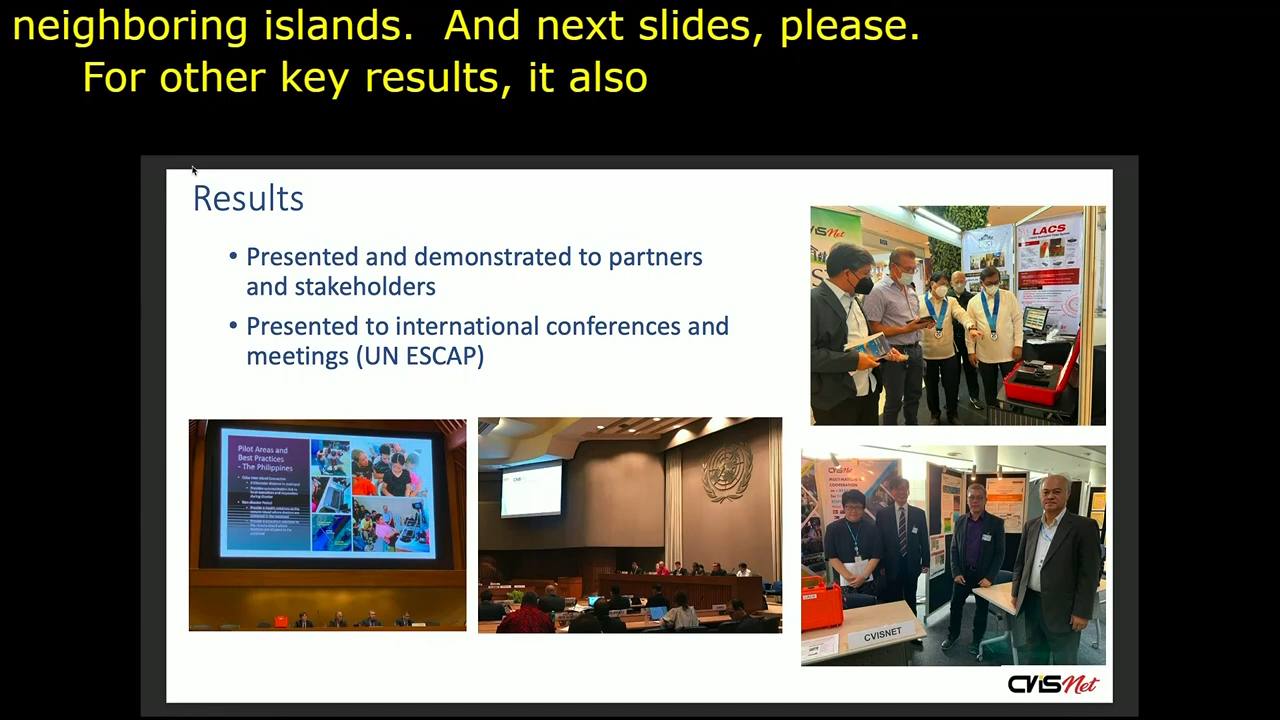 neighboring islands.  And next slides, please.
For other key results, it also
Results
• Presented and demonstrated to partners
and stakeholders
• Presented to international conferences and
meetings (UN ESCAP)
LACS
Pilot Areas and
Best Practices
- The Philippines
CVISNET
CViSNet